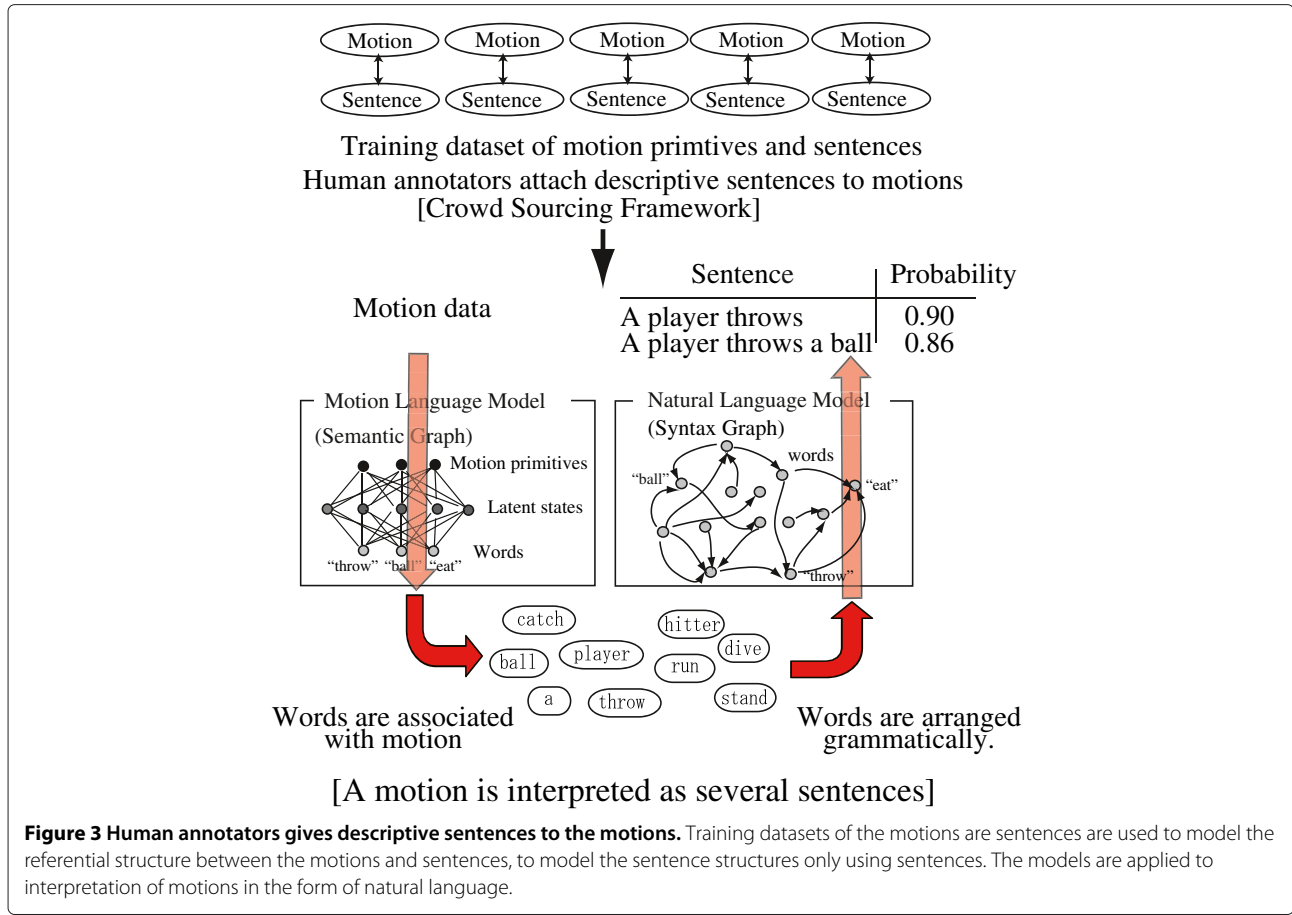 Motion Motion Motion Motion Motion
Sentence Sentence Sentence Sentence Sentence
Training dataset of motion primtives and sentences
Human annotators attach descriptive sentences to motions
[Crowd Sourcing Framework]
Sentence Probability
Motion data
A player throws 0.90
A player throws a ball 0.86
Motion Language Model
(Semantic Graph)
Motion primitives
Latent states
Words
"throw" "ball" "eat"
Natural Language Model
(Syntax Graph)
words
"ball"
"eat"
"throw"
catch hitter
ball player run dive
a throw stand
Words are associated
with motion
Words are arranged
grammatically.
[A motion is interpreted as several sentences]
Figure 3 Human annotators gives descriptive sentences to the motions. Training datasets of the motions are sentences are used to model the
referential structure between the motions and sentences, to model the sentence structures only using sentences. The models are applied to
interpretation of motions in the form of natural language.